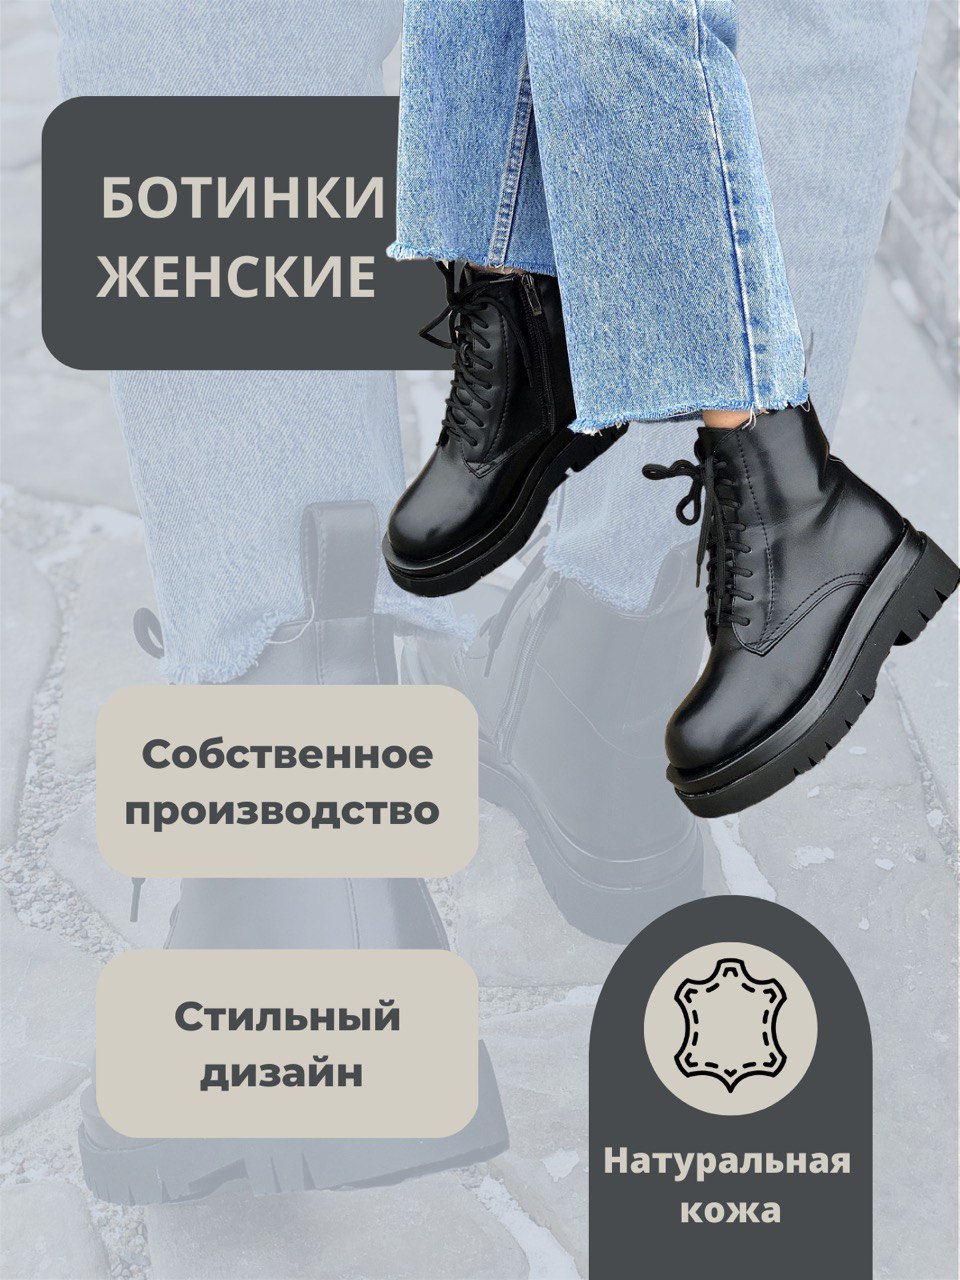 БОТИНКИ
ЖЕНСКИЕ
Собственное
производство
Стильный
дизайн
Натуральная
кожа